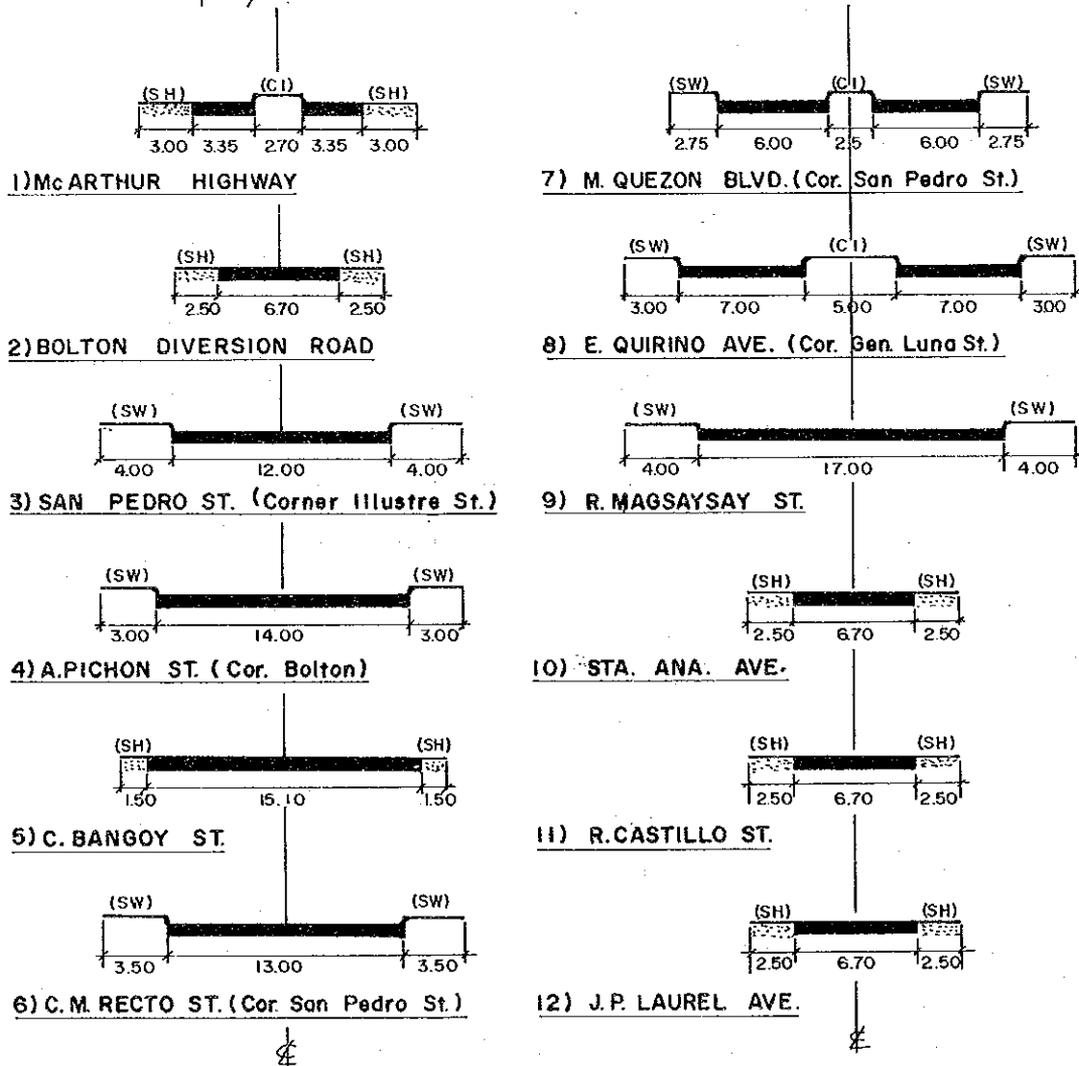 (SH) (CI) (SH)
3.00 3.35 2.70 3.35 3.00
1) Mc ARTHUR HIGHWAY
(SH) (SH)
2.50 6.70 2.50
2) BOLTON DIVERSION ROAD
(SW) (SW)
4.00 12.00 4.00
3) SAN PEDRO ST. (Corner Illustre St.)
(SW) (SW)
3.00 14.00 3.00
4) A. PICHON ST. (Cor. Bolton)
(SH) (SH)
1.50 15.10 1.50
5) C. BANGOY ST.
(SW) (SW)
3.50 13.00 3.50
6) C. M. RECTO ST. (Cor. San Pedro St.)
(SW) (CI) (SW)
2.75 6.00 2.5 6.00 2.75
7) M. QUEZON BLVD. (Cor. San Pedro St.)
(SW) (CI) (SW)
3.00 7.00 5.00 7.00 3.00
8) E. QUIRINO AVE. (Cor. Gen. Luna St.)
(SW) (SW)
4.00 17.00 4.00
9) R. MAGSAYSAY ST.
(SH) (SH)
2.50 6.70 2.50
10) STA. ANA. AVE.
(SH) (SH)
2.50 6.70 2.50
11) R. CASTILLO ST.
(SH) (SH)
2.50 6.70 2.50
12) J. P. LAUREL AVE.